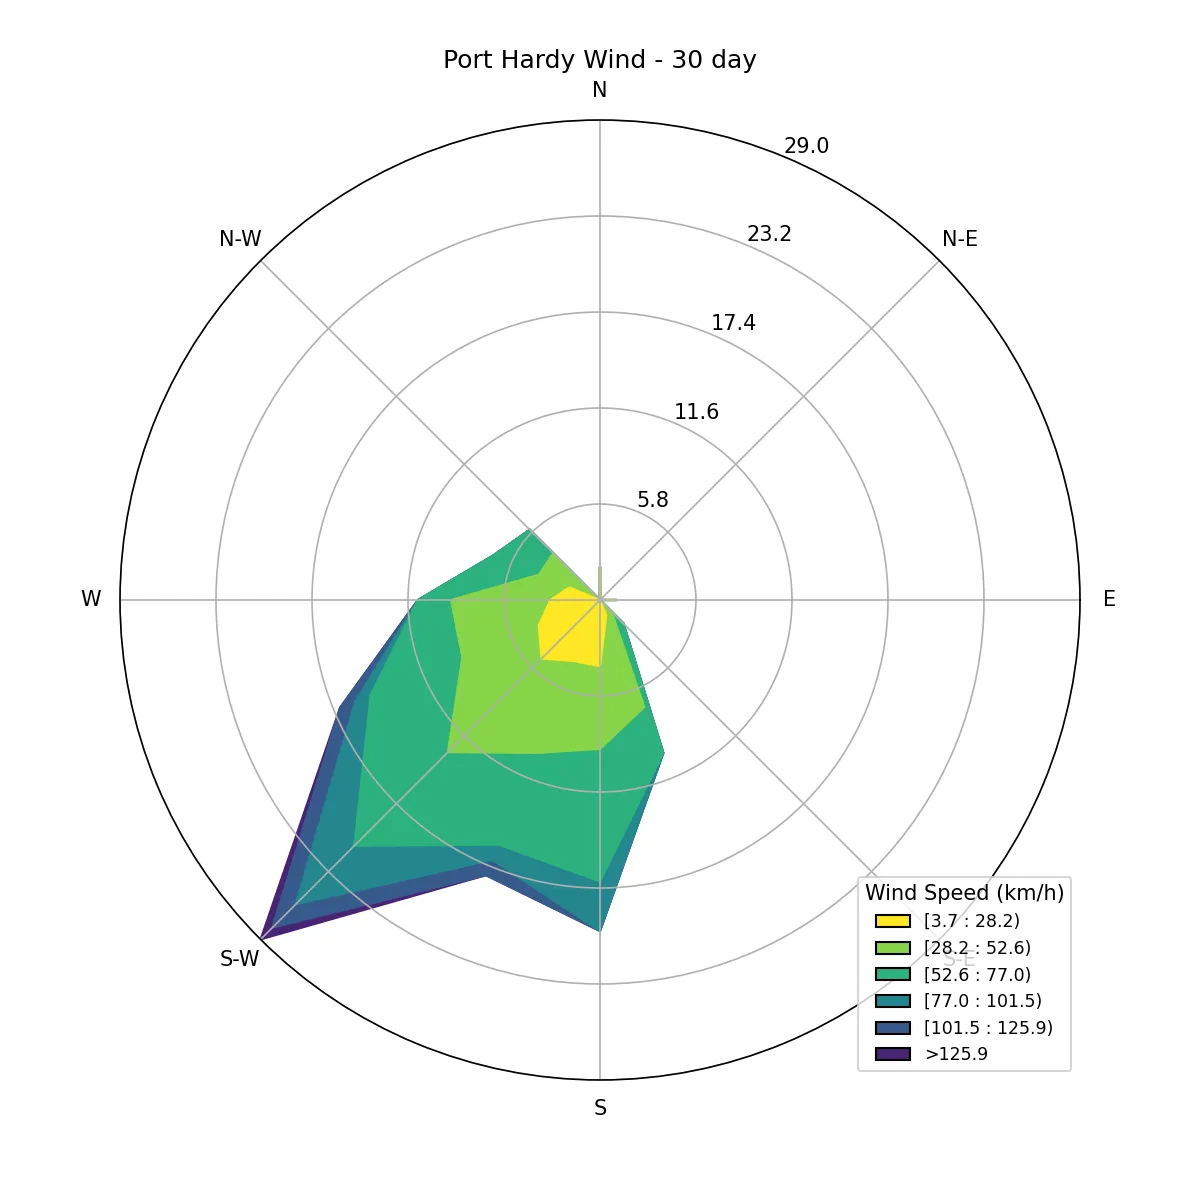 Port Hardy Wind - 30 day
N
29.0
23.2
N-W
N-E
17.4
11.6
5.8
W
E
Wind Speed (km/h)
[3.7 : 28.2)
[28.2 : 52.6)
S-W
S-E
[52.6 : 77.0)
[77.0 : 101.5)
[101.5 : 125.9)
>125.9
S